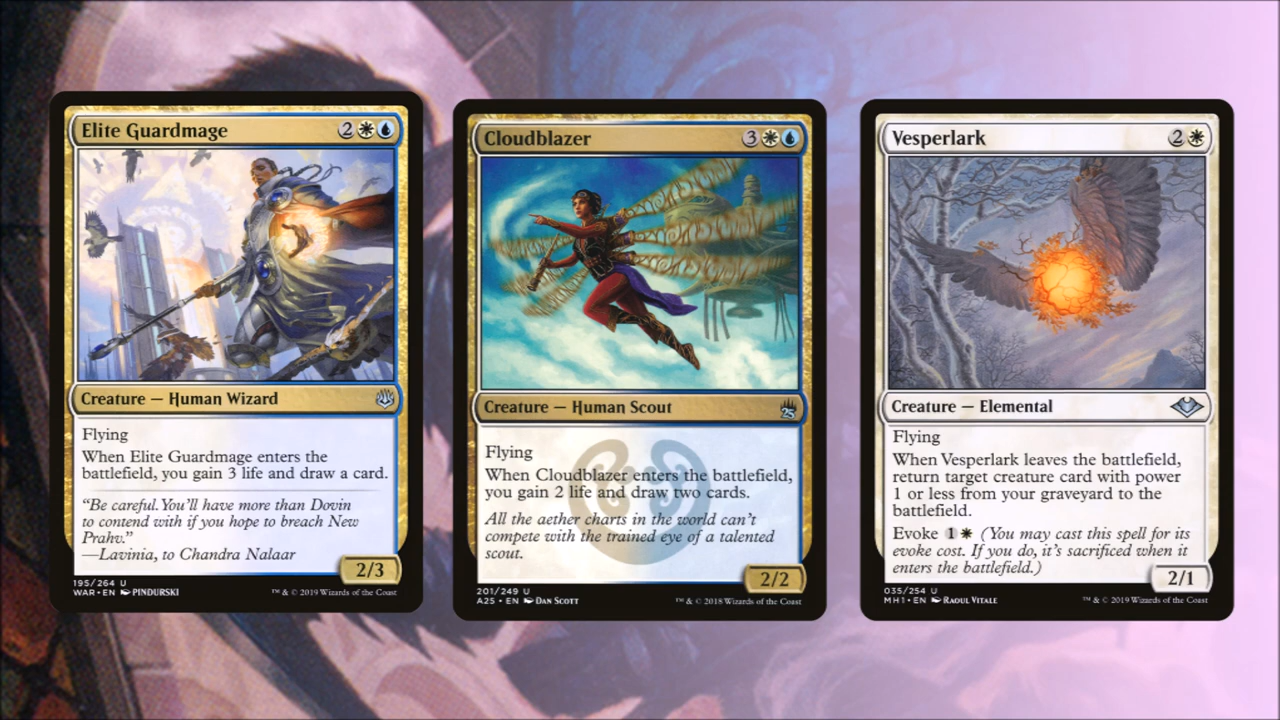 Elite Guardmage 2
Creature — Human Wizard
Flying
When Elite Guardmage enters the
battlefield, you gain 3 life and draw a card.
“Be careful. You’ll have more than Dovin
to contend with if you hope to breach New
Prahv.”
—Lavinia, to Chandra Nalaar
2/3
195/264 U
WAR • EN PINDURSKI ™ & © 2019 Wizards of the Coast
Cloudblazer 3
Creature — Human Scout
25
Flying
When Cloudblazer enters the battlefield,
you gain 2 life and draw two cards.
All the aether charts in the world can’t
compete with the trained eye of a talented
scout.
2/2
201/249 U
A25 • EN DAN SCOTT ™ & © 2018 Wizards of the Coast
Vesperlark 2
Creature — Elemental
Flying
When Vesperlark leaves the battlefield,
return target creature card with power
1 or less from your graveyard to the
battlefield.
Evoke 1 (You may cast this spell for its
evoke cost. If you do, it’s sacrificed when it
enters the battlefield.)
2/1
035/254 U
MH1 • EN RAOUL VITALE ™ & © 2019 Wizards of the Coast